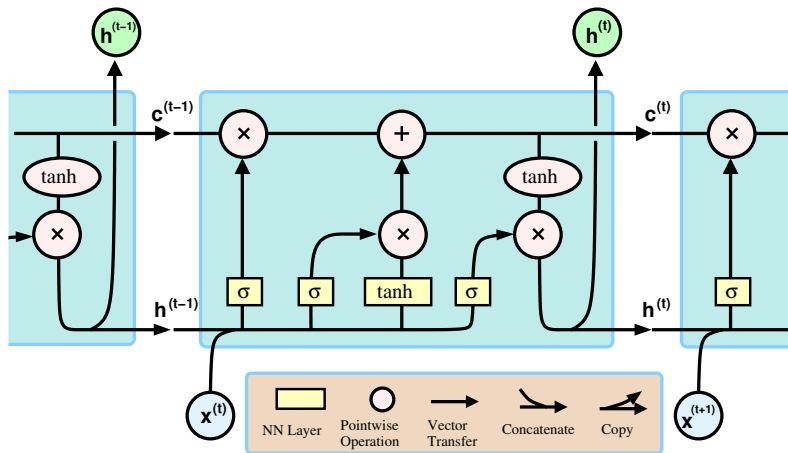 h(t−1)
h(t)
c(t−1)
c(t)
×
+
×
tanh
tanh
×
×
×
σ
σ
tanh
σ
σ
h(t−1)
h(t)
x(t)
x(t+1)
NN Layer
Pointwise
Operation
Vector
Transfer
Concatenate
Copy